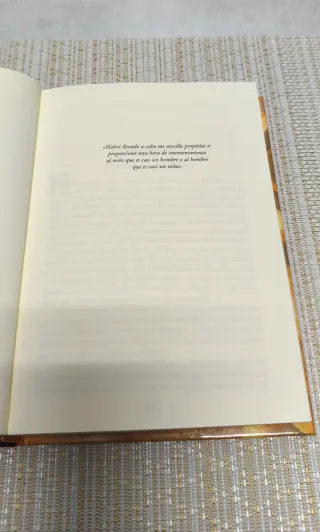 «Habré llevado a cabo mi sencillo propósito si
proporciono una hora de entretenimiento
al niño que es casi un hombre o al hombre
que es casi un niño».